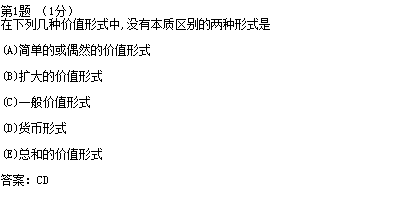 第1题 （1分）
在下列几种价值形式中,没有本质区别的两种形式是
(A)简单的或偶然的价值形式
(B)扩大的价值形式
(C)一般价值形式
(D)货币形式
(E)总和的价值形式
答案：CD